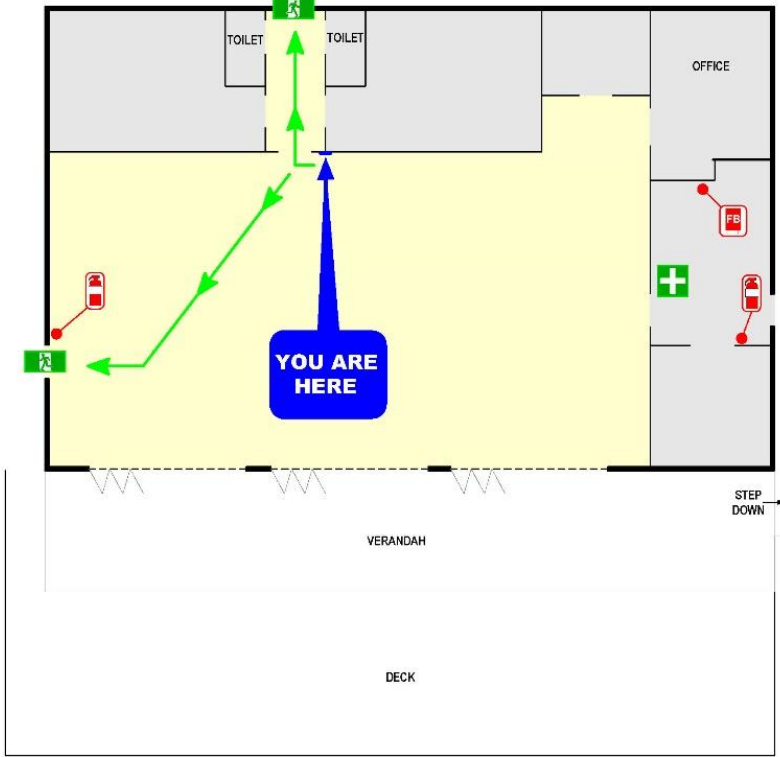 TOILET
TOILET
OFFICE
FB
YOU ARE
HERE
STEP
DOWN
VERANDAH
DECK